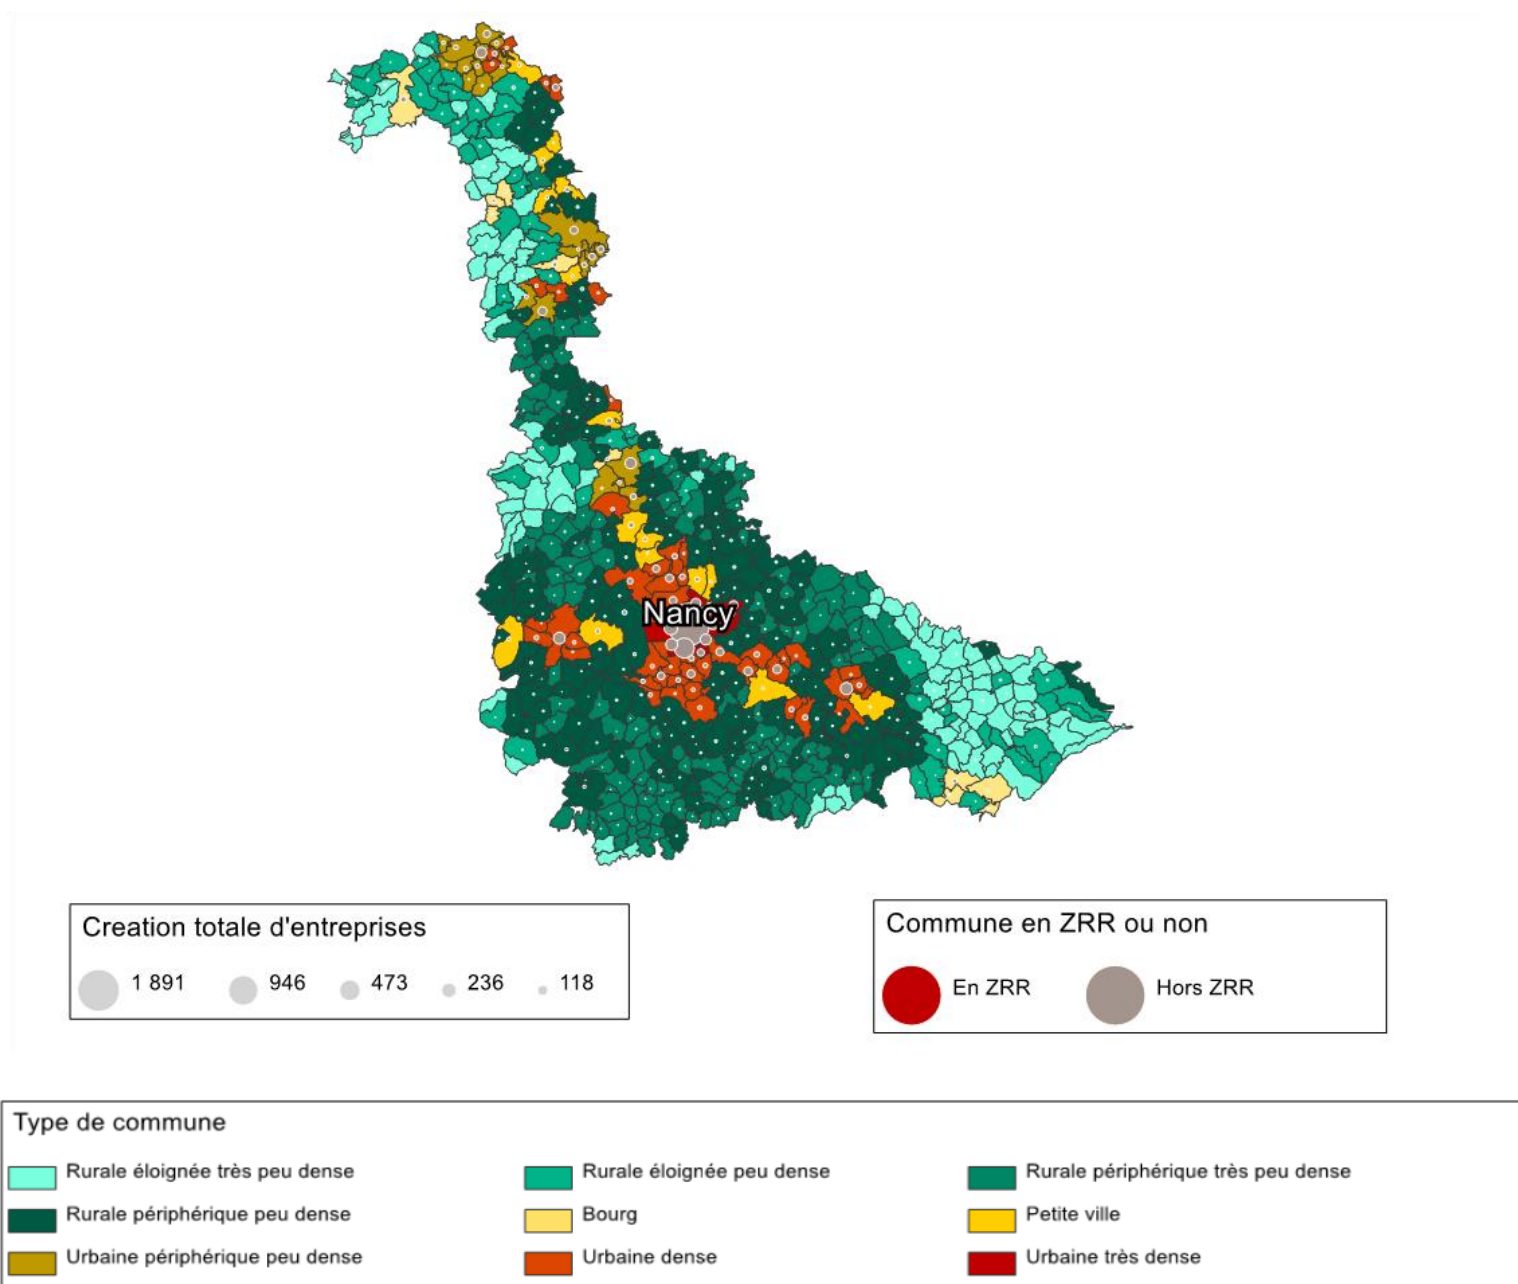 Nancy
Creation totale d'entreprises
1 891 946 473 236 118
Commune en ZRR ou non
En ZRR Hors ZRR
Type de commune
Rurale éloignée très peu dense Rurale éloignée peu dense Rurale périphérique très peu dense
Rurale périphérique peu dense Bourg Petite ville
Urbaine périphérique peu dense Urbaine dense Urbaine très dense